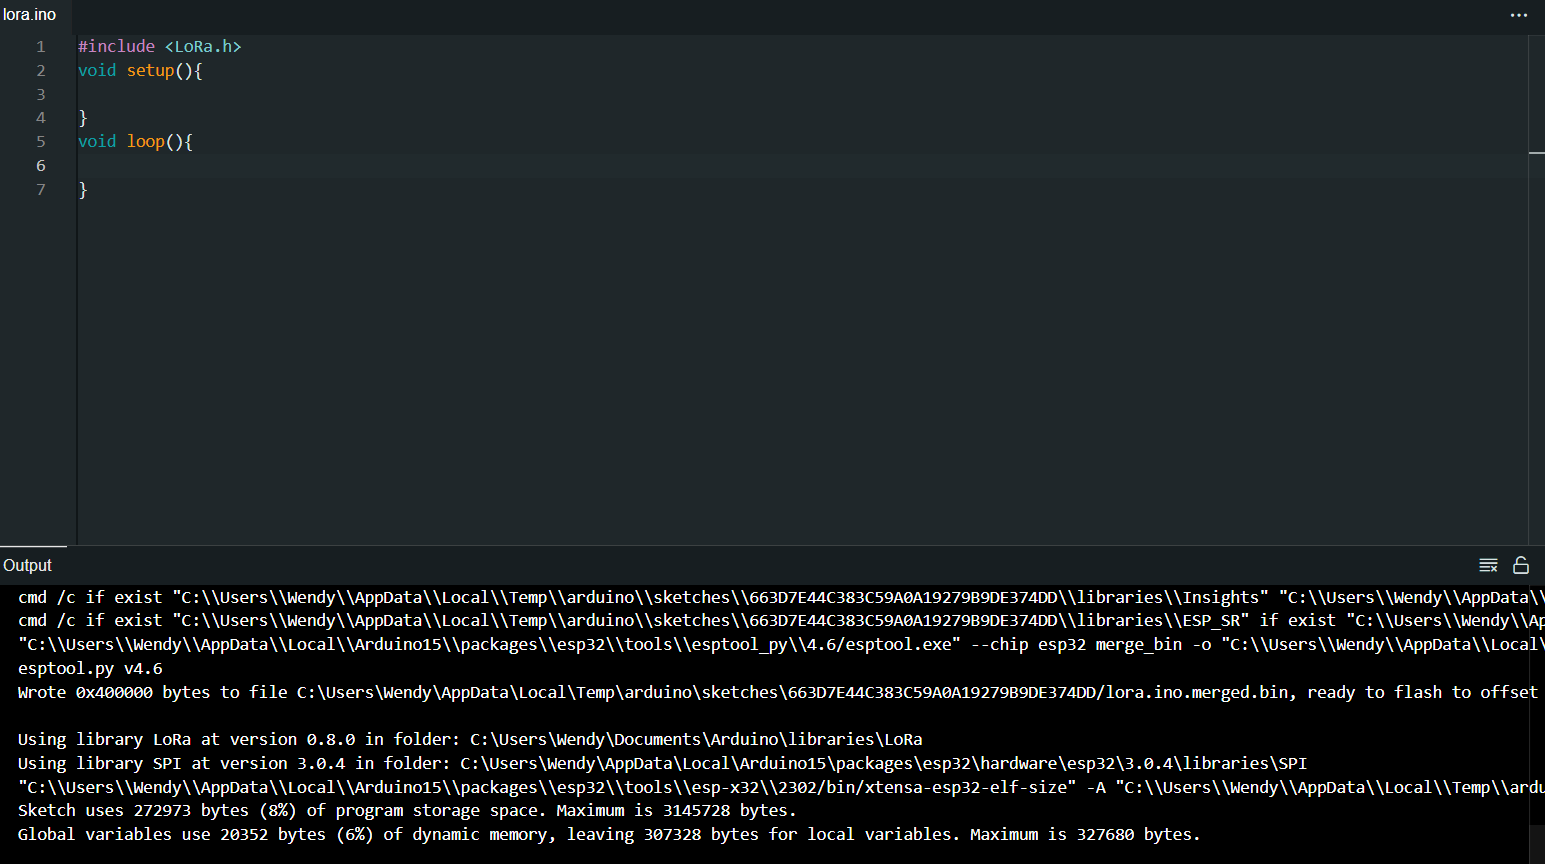 lora.ino
...
1 #include <LoRa.h>
2 void setup(){
3
4 }
5 void loop(){
6
7 }
Output
cmd /c if exist "C:\\Users\\Wendy\\AppData\\Local\\Temp\\arduino\\sketches\\663D7E44C383C59A0A19279B9DE374DD\\libraries\\Insights" "C:\\Users\\Wendy\\AppData\\
cmd /c if exist "C:\\Users\\Wendy\\AppData\\Local\\Temp\\arduino\\sketches\\663D7E44C383C59A0A19279B9DE374DD\\libraries\\ESP_SR" if exist "C:\\Users\\Wendy\\Ap
"C:\\Users\\Wendy\\AppData\\Local\\Arduino15\\packages\\esp32\\tools\\esptool_py\\4.6/esptool.exe" --chip esp32 merge_bin -o "C:\\Users\\Wendy\\AppData\\Local\
esptool.py v4.6
Wrote 0x400000 bytes to file C:\Users\Wendy\AppData\Local\Temp\arduino\sketches\663D7E44C383C59A0A19279B9DE374DD/lora.ino.merged.bin, ready to flash to offset
Using library LoRa at version 0.8.0 in folder: C:\Users\Wendy\Documents\Arduino\libraries\LoRa
Using library SPI at version 3.0.4 in folder: C:\Users\Wendy\AppData\Local\Arduino15\packages\esp32\hardware\esp32\3.0.4\libraries\SPI
"C:\\Users\\Wendy\\AppData\\Local\\Arduino15\\packages\\esp32\\tools\\esp-x32\\2302/bin/xtensa-esp32-elf-size" -A "C:\\Users\\Wendy\\AppData\\Local\\Temp\\ardu
Sketch uses 272973 bytes (8%) of program storage space. Maximum is 3145728 bytes.
Global variables use 20352 bytes (6%) of dynamic memory, leaving 307328 bytes for local variables. Maximum is 327680 bytes.